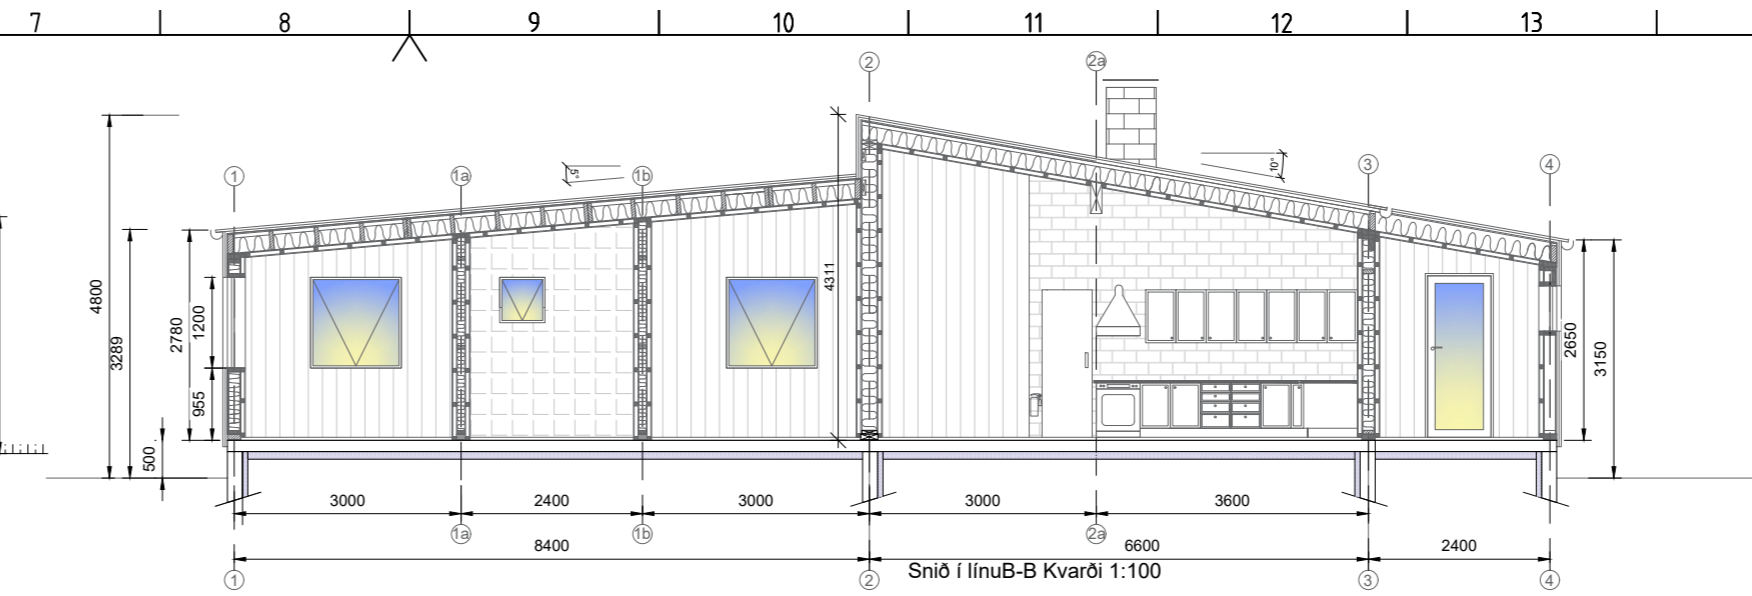 7 8 9 10 11 12 13
2 2a
1 1a 5° 1b 10° 3 4
4800 3289 2780 1200 955 500 4311 2650 3150
3000 2400 3000 3000 3600
1a 1b 2a
8400 6600 2400
1 2 Snið í línuB-B Kvarði 1:100 3 4